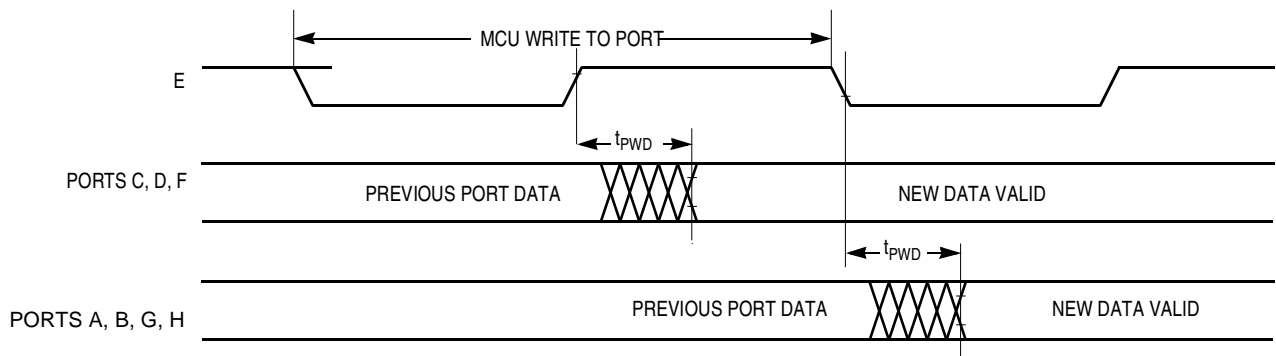 MCU WRITE TO PORT
E
tPWD
PORTS C, D, F
PREVIOUS PORT DATA
NEW DATA VALID
tPWD
PORTS A, B, G, H
PREVIOUS PORT DATA
NEW DATA VALID